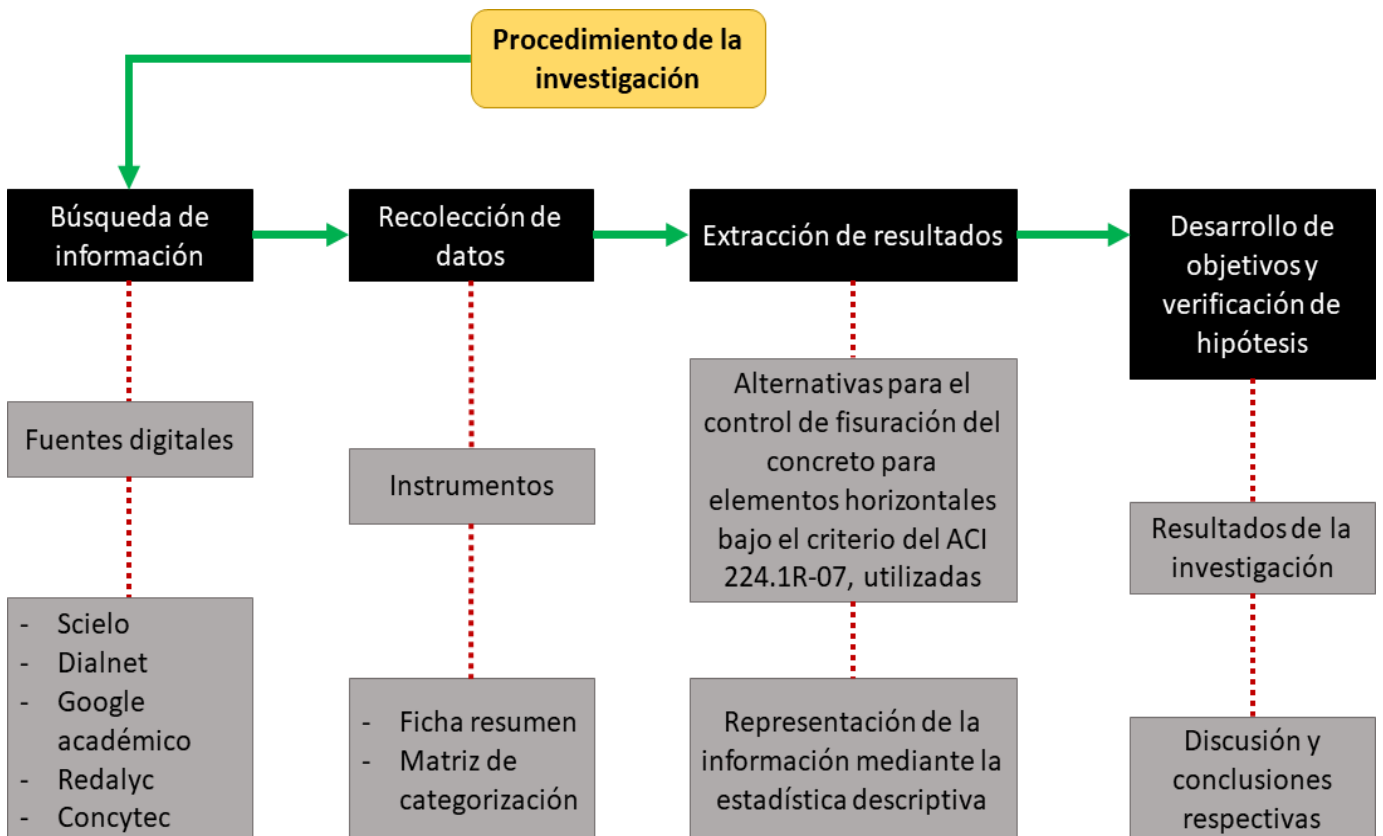 Procedimiento de la
investigación
Búsqueda de
información
Recolección de
datos
Extracción de resultados
Desarrollo de
objetivos y
verificación de
hipótesis
Fuentes digitales
Instrumentos
Alternativas para el
control de fisuración del
concreto para
elementos horizontales
bajo el criterio del ACI
224.1R-07, utilizadas
Resultados de la
investigación
- Scielo
- Dialnet
- Google
académico
- Redalyc
- Concytec
- Ficha resumen
- Matriz de
categorización
Representación de la
información mediante la
estadística descriptiva
Discusión y
conclusiones
respectivas